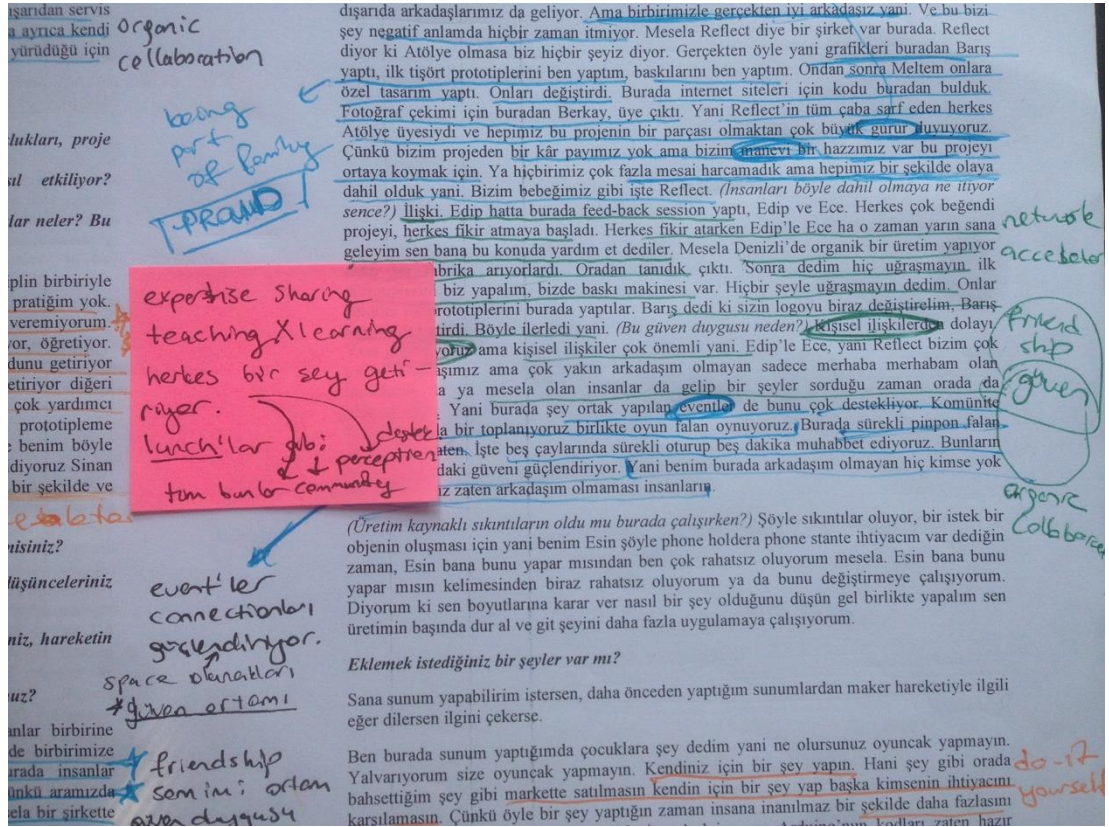 ışarıdan servis
a ayrıca kendi
yürüdüğü için
lukları, proje
sıl etkiliyor?
lar neler? Bu
iplin birbiriyle
pratiğim yok.
veremiyorum.
yor, öğretiyor.
dunu getiriyor
etiriyor diğeri
çok yardımcı
prototipleme
e benim böyle
diyoruz Sinan
bir şekilde ve
misiniz?
düşünceleriniz
niz, hareketin
uz?
anlar birbirine
de birbirimize
urada insanlar
ünkü aramızda
sela bir şirkette
organic
collaboration
being
part
of family
PROUD
expertise sharing
teaching X learning
herkes bir sey geti-
riyor.
lunch'lar gibi
destek
perception
tüm bunlar community
event'ler
connectionları
güçlendiriyor.
space olanakları
*güven ortamı
friendship
samimi ortam
güven duygusu
dışarıda arkadaşlarımız da geliyor. Ama birbirimizle gerçekten iyi arkadaşız yani. Ve bu bizi
şey negatif anlamda hiçbir zaman itmiyor. Mesela Reflect diye bir şirket var burada. Reflect
diyor ki Atölye olmasa biz hiçbir şeyiz diyor. Gerçekten öyle yani grafikleri buradan Barış
yaptı, ilk tişört prototiplerini ben yaptım, baskılarını ben yaptım. Ondan sonra Meltem onlara
özel tasarım yaptı. Onları değiştirdi. Burada internet siteleri için kodu buradan bulduk.
Fotoğraf çekimi için buradan Berkay, üye çıktı. Yani Reflect'in tüm çaba sarf eden herkes
Atölye üyesiydi ve hepimiz bu projenin bir parçası olmaktan çok büyük gurur duyuyoruz.
Çünkü bizim projeden bir kâr payımız yok ama bizim manevi bir hazzımız var bu projeyi
ortaya koymak için. Ya hiçbirimiz çok fazla mesai harcamadık ama hepimiz bir şekilde olaya
dahil olduk yani. Bizim bebeğimiz gibi işte Reflect. (İnsanları böyle dahil olmaya ne itiyor
sence?) İlişki. Edip hatta burada feed-back session yaptı, Edip ve Ece. Herkes çok beğendi
projeyi, herkes fikir atmaya başladı. Herkes fikir atarken Edip'le Ece ha o zaman yarın sana
geleyim sen bana bu konuda yardım et dediler. Mesela Denizli'de organik bir üretim yapıyor
abrika arıyorlardı. Oradan tanıdık çıktı. Sonra dedim hiç uğraşmayın ilk
biz yapalım, bizde baskı makinesi var. Hiçbir şeyle uğraşmayın dedim. Onlar
prototiplerini burada yaptılar. Barış dedi ki sizin logoyu biraz değiştirelim, Barış
tirdi. Böyle ilerledi yani. (Bu güven duygusu neden?) Kişisel ilişkilerden dolayı
yoruz ama kişisel ilişkiler çok önemli yani. Edip'le Ece, yani Reflect bizim çok
aşımız ama çok yakın arkadaşım olmayan sadece merhaba merhabam olan
a ya mesela olan insanlar da gelip bir şeyler sorduğu zaman orada da
Yani burada şey ortak yapılan eventler de bunu çok destekliyor. Komünite
a bir toplanıyoruz birlikte oyun falan oynuyoruz. Burada sürekli pinpon falan
aten. İşte beş çaylarında sürekli oturup beş dakika muhabbet ediyoruz. Bunların
daki güveni güçlendiriyor. Yani benim burada arkadaşım olmayan hiç kimse yok
ız zaten arkadaşım olmaması insanların.
(Üretim kaynaklı sıkıntıların oldu mu burada çalışırken?) Şöyle sıkıntılar oluyor, bir istek bir
objenin oluşması için yani benim Esin şöyle phone holdera phone stante ihtiyacım var dediğin
zaman, Esin bana bunu yapar mısından ben çok rahatsız oluyorum mesela. Esin bana bunu
yapar mısın kelimesinden biraz rahatsız oluyorum ya da bunu değiştirmeye çalışıyorum.
Diyorum ki sen boyutlarına karar ver nasıl bir şey olduğunu düşün gel birlikte yapalım sen
üretimin başında dur al ve git şeyini daha fazla uygulamaya çalışıyorum.
Eklemek istediğiniz bir şeyler var mı?
Sana sunum yapabilirim istersen, daha önceden yaptığım sunumlardan maker hareketiyle ilgili
eğer dilersen ilgini çekerse.
Ben burada sunum yaptığımda çocuklara şey dedim yani ne olursunuz oyuncak yapmayın.
Yalvarıyorum size oyunçak yapmayın. Kendiniz için bir şey yapın. Hani şey gibi orada
bahsettiğim şey gibi markette satılmasın kendin için bir şey yap başka kimsenin ihtiyacını
karşılamasın. Çünkü öyle bir şey yaptığın zaman insana inanılmaz bir şekilde daha fazlasını
Arduino'nun kodları zaten hazır
network
friend
ship
güven
organic
do-it
yourself